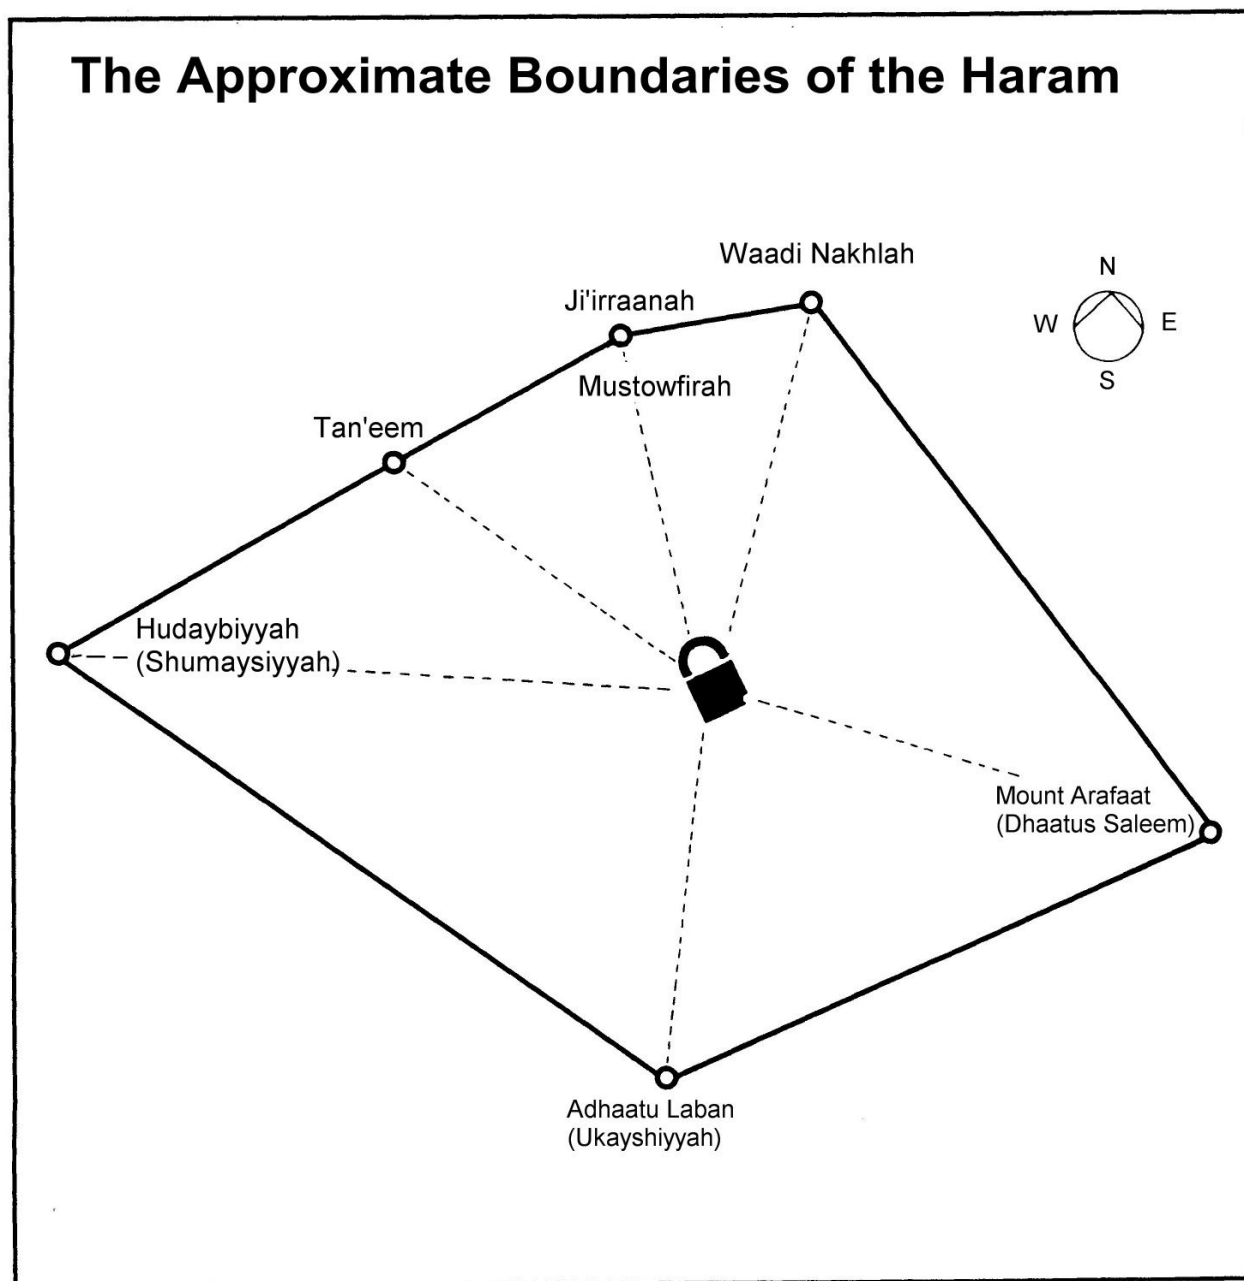 The Approximate Boundaries of the Haram
Waadi Nakhlah
Ji'irraanah
N
W
E
S
Mustowfirah
Tan'eem
Hudaybiyyah
(Shumaysiyyah)
Mount Arafaat
(Dhaatus Saleem)
Adhaatu Laban
(Ukayshiyyah)